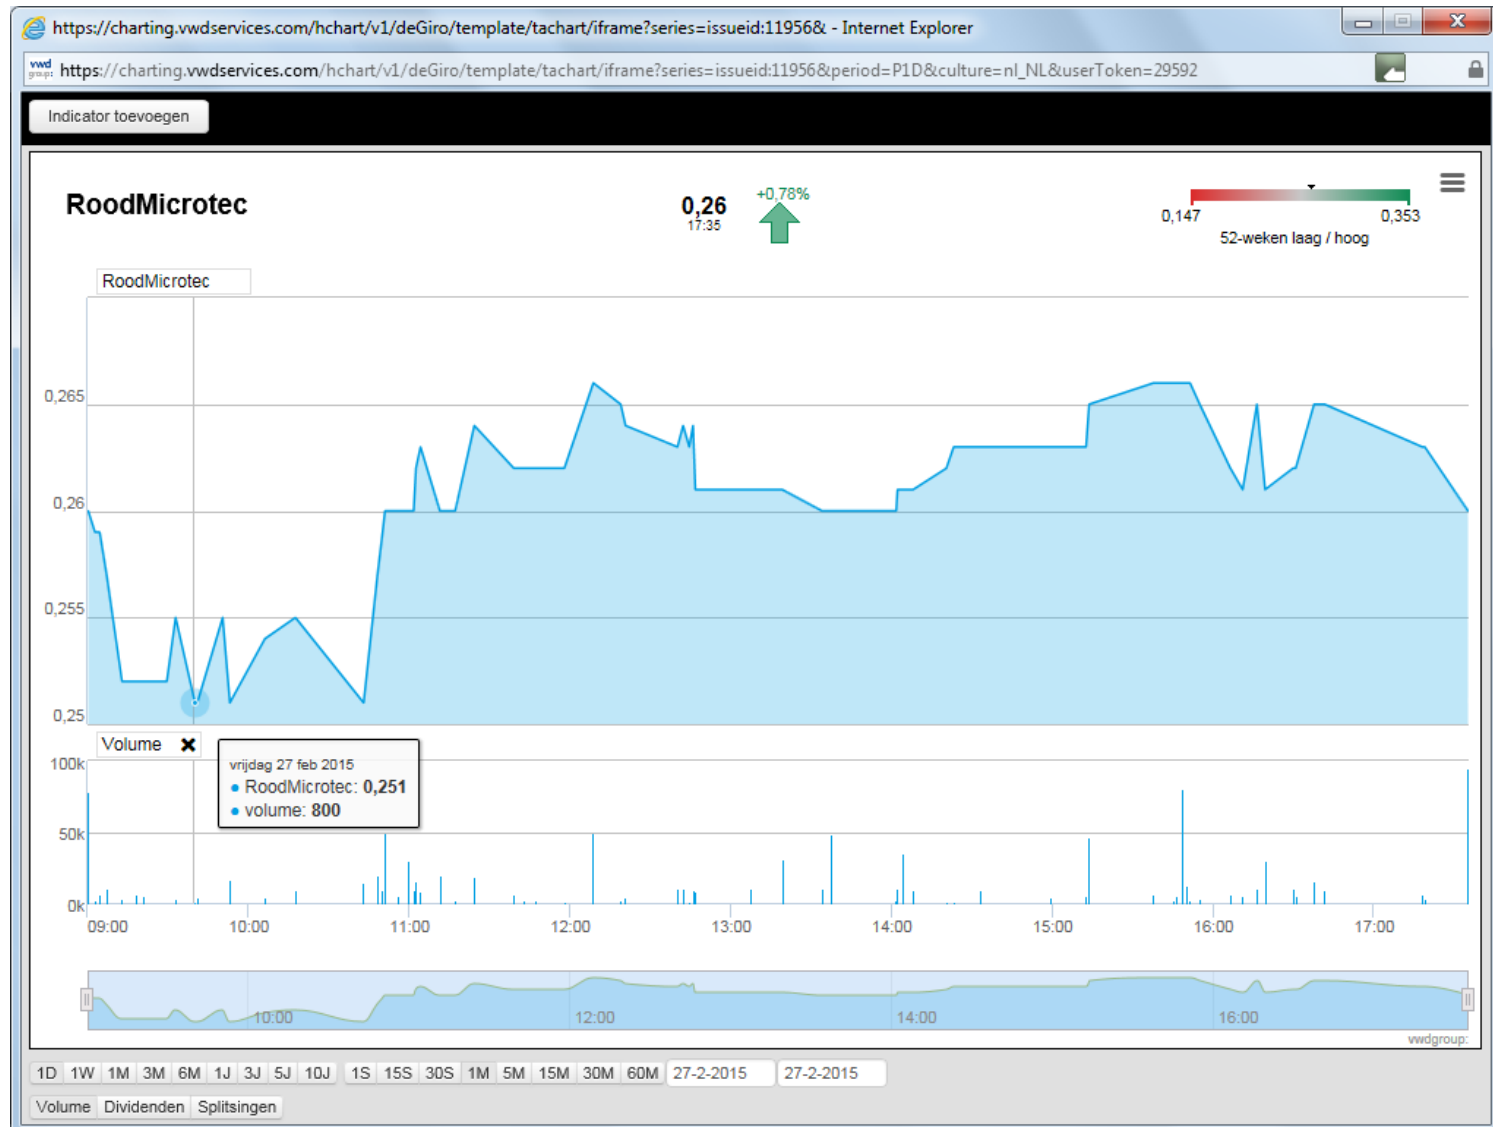 https://charting.vwdservices.com/hchart/v1/deGiro/template/tachart/iframe?series=issueid:11956& - Internet Explorer
vwd group: https://charting.vwdservices.com/hchart/v1/deGiro/template/tachart/iframe?series=issueid:11956&period=P1D&culture=nl_NL&userToken=29592
Indicator toevoegen
RoodMicrotec
0,26
17:35
+0,78%
0,147
0,353
52-weken laag / hoog
RoodMicrotec
0,265
0,26
0,255
0,25
Volume
vrijdag 27 feb 2015
RoodMicrotec: 0,251
volume: 800
100k
50k
0k
09:00 10:00 11:00 12:00 13:00 14:00 15:00 16:00 17:00
10:00 12:00 14:00 16:00
vwdgroup:
1D 1W 1M 3M 6M 1J 3J 5J 10J 1S 15S 30S 1M 5M 15M 30M 60M 27-2-2015 27-2-2015
Volume Dividenden Splitsingen